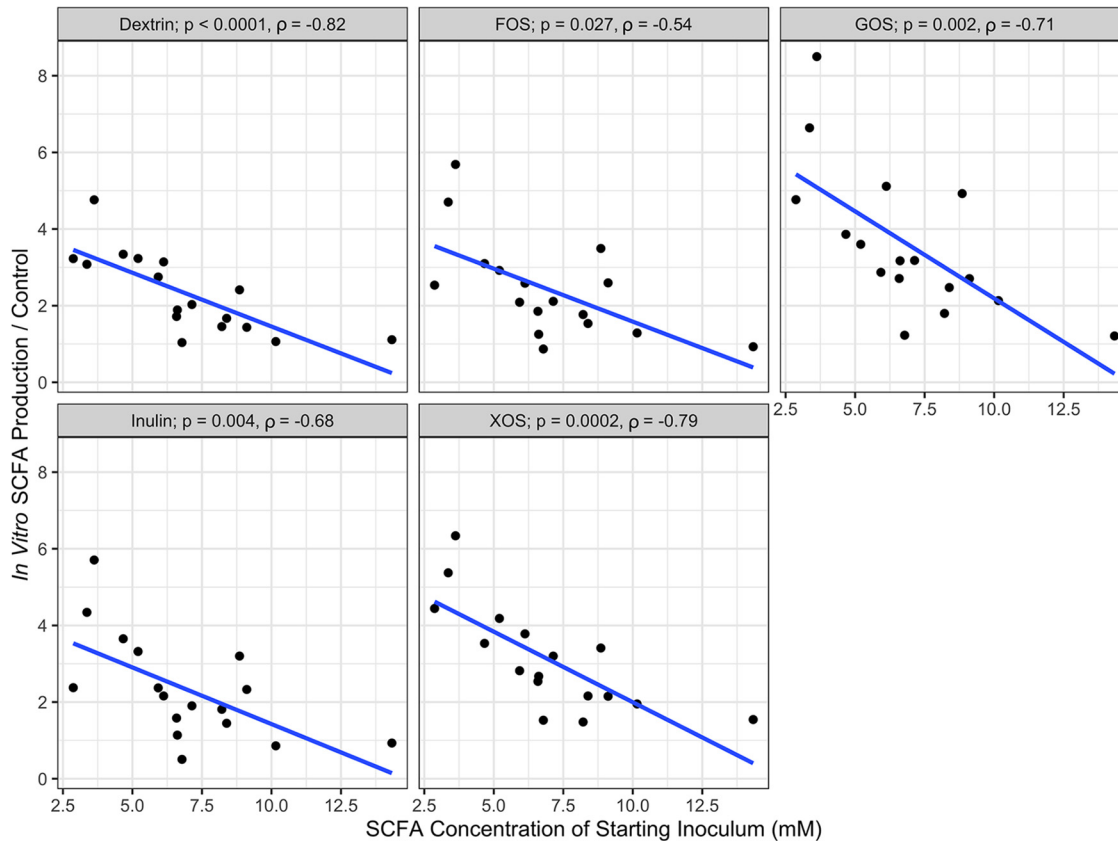 Dextrin; p < 0.0001, ρ = -0.82
FOS; p = 0.027, ρ = -0.54
GOS; p = 0.002, ρ = -0.71
8
6
4
2
0
2.5 5.0 7.5 10.0 12.5
Inulin; p = 0.004, ρ = -0.68
XOS; p = 0.0002, ρ = -0.79
8
6
4
2
0
2.5 5.0 7.5 10.0 12.5
2.5 5.0 7.5 10.0 12.5
In Vitro SCFA Production / Control
SCFA Concentration of Starting Inoculum (mM)